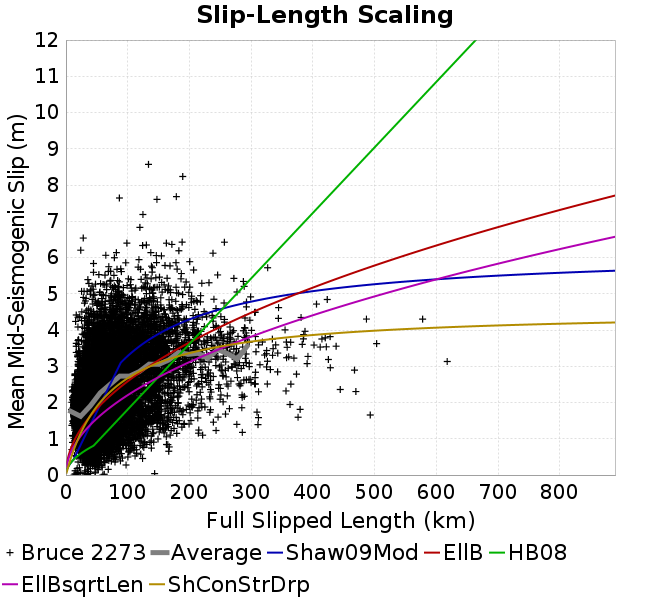 Slip-Length Scaling
Mean Mid-Seismogenic Slip (m)
12
11
10
9
8
7
6
5
4
3
2
1
0
0 100 200 300 400 500 600 700 800
Full Slipped Length (km)
Bruce 2273 Average Shaw09Mod EllB HB08
EllBsqrtLen ShConStrDrp